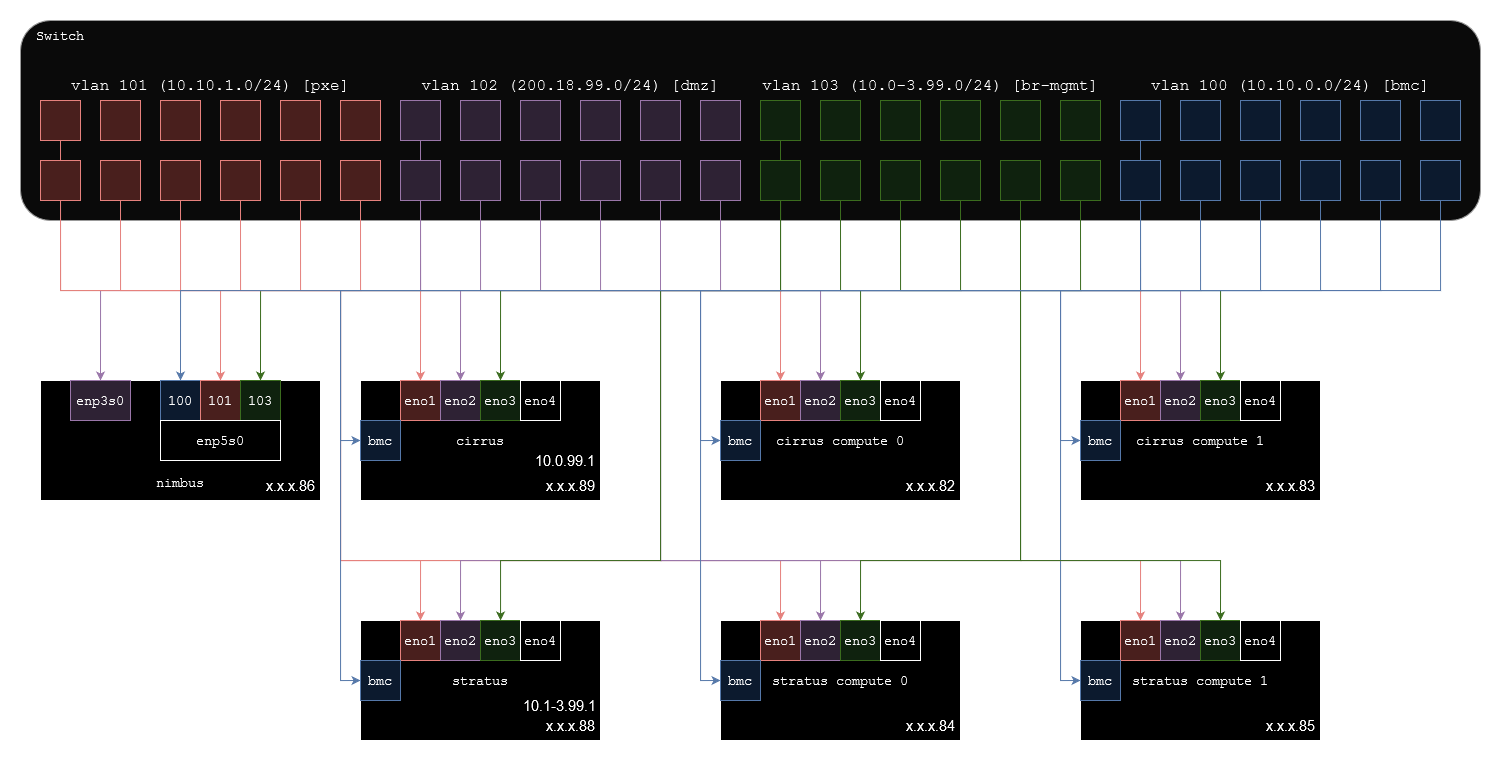 Switch
vlan 101 (10.10.1.0/24) [pxe]
vlan 102 (200.18.99.0/24) [dmz]
vlan 103 (10.0-3.99.0/24) [br-mgmt]
vlan 100 (10.10.0.0/24) [bmc]
enp3s0
100
101
103
enp5s0
nimbus
x.x.x.86
eno1
eno2
eno3
eno4
bmc
cirrus
10.0.99.1
x.x.x.89
eno1
eno2
eno3
eno4
bmc
cirrus compute 0
x.x.x.82
eno1
eno2
eno3
eno4
bmc
cirrus compute 1
x.x.x.83
eno1
eno2
eno3
eno4
bmc
stratus
10.1-3.99.1
x.x.x.88
eno1
eno2
eno3
eno4
bmc
stratus compute 0
x.x.x.84
eno1
eno2
eno3
eno4
bmc
stratus compute 1
x.x.x.85